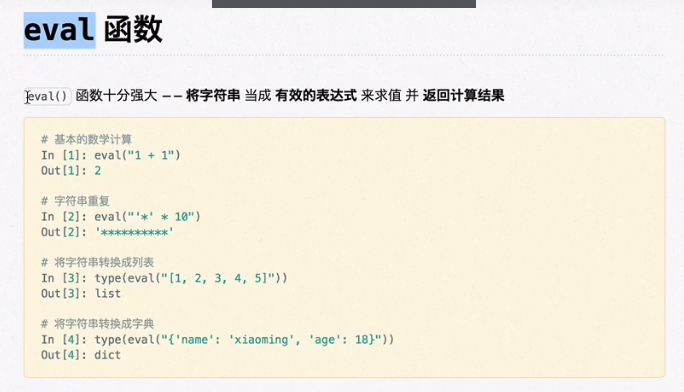 eval 函数
eval() 函数十分强大 —— 将字符串 当成 有效的表达式 来求值 并 返回计算结果
# 基本的数学计算
In [1]: eval("1 + 1")
Out[1]: 2
# 字符串重复
In [2]: eval("'*' * 10")
Out[2]: '**********'
# 将字符串转换成列表
In [3]: type(eval("[1, 2, 3, 4, 5]"))
Out[3]: list
# 将字符串转换成字典
In [4]: type(eval("{'name': 'xiaoming', 'age': 18}"))
Out[4]: dict